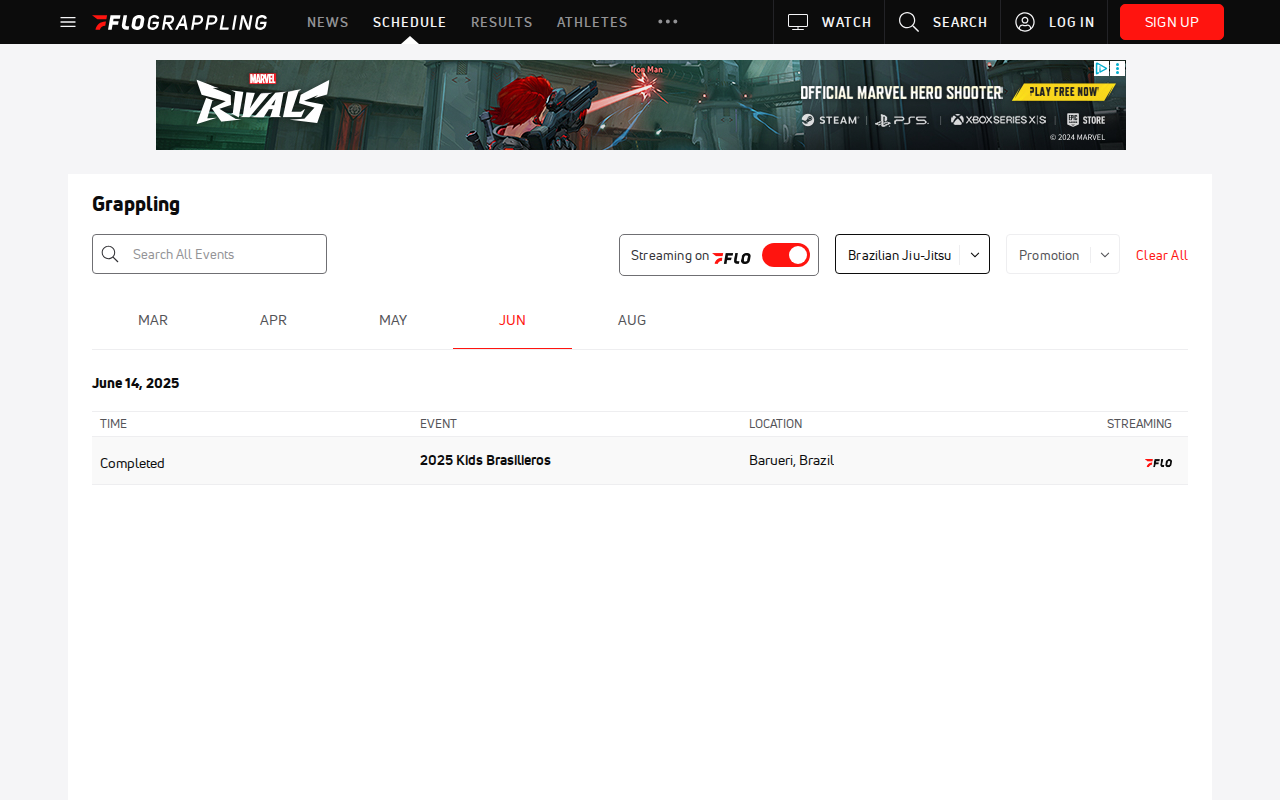 FLOGRAPPLING NEWS SCHEDULE RESULTS ATHLETES WATCH SEARCH LOG IN SIGN UP
MARVEL RIVALS
Iron Man
OFFICIAL MARVEL HERO SHOOTER
PLAY FREE NOW
STEAM PS5 XBOX SERIES X|S EPIC GAMES STORE
© 2024 MARVEL
Grappling
Search All Events
Streaming on FLO
Brazilian Jiu-Jitsu
Promotion
Clear All
MAR APR MAY JUN AUG
June 14, 2025
TIME EVENT LOCATION STREAMING
Completed 2025 Kids Brasilieros Barueri, Brazil FLO